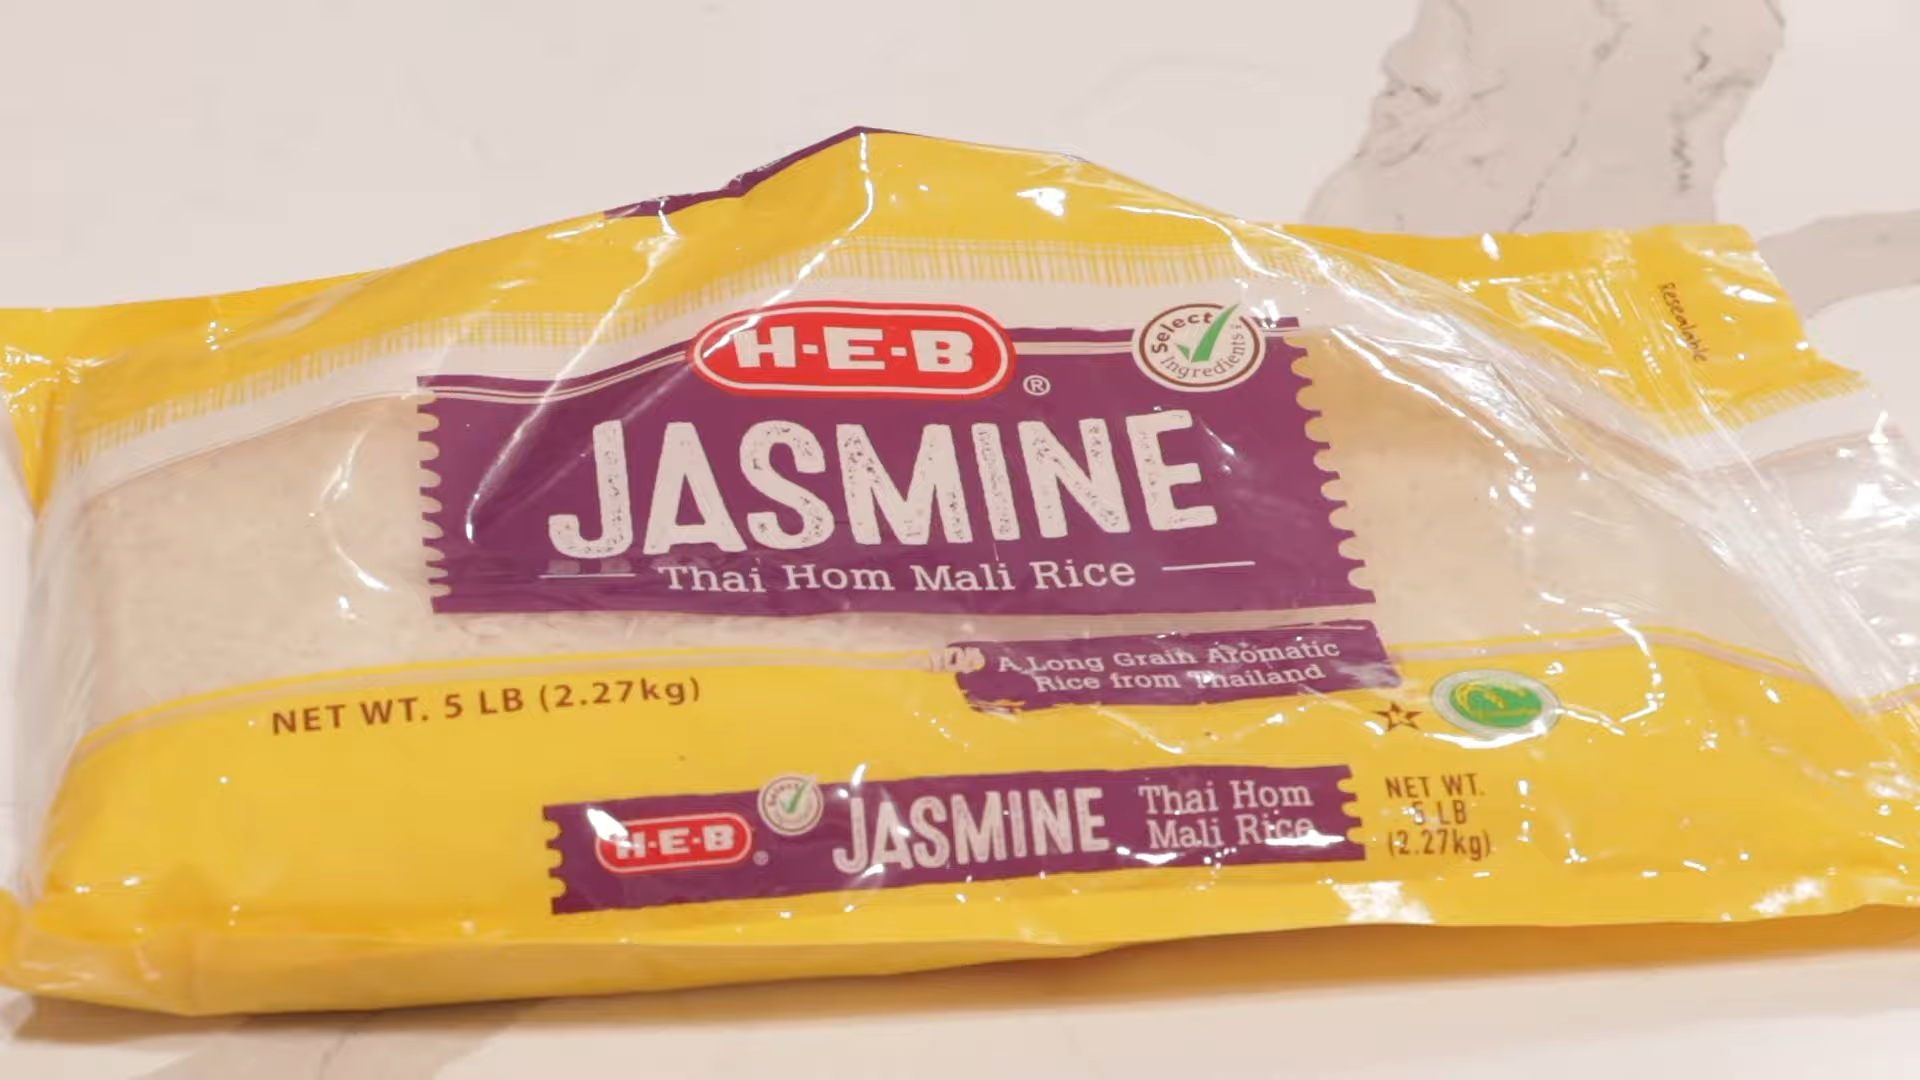 H-E-B
®
Select Ingredients
JASMINE
Thai Hom Mali Rice
Resealable
A Long Grain Aromatic
Rice from Thailand
NET WT. 5 LB (2.27kg)
K
H-E-B
®
Select
JASMINE
Thai Hom
Mali Rice
NET WT.
5 LB
(2.27kg)